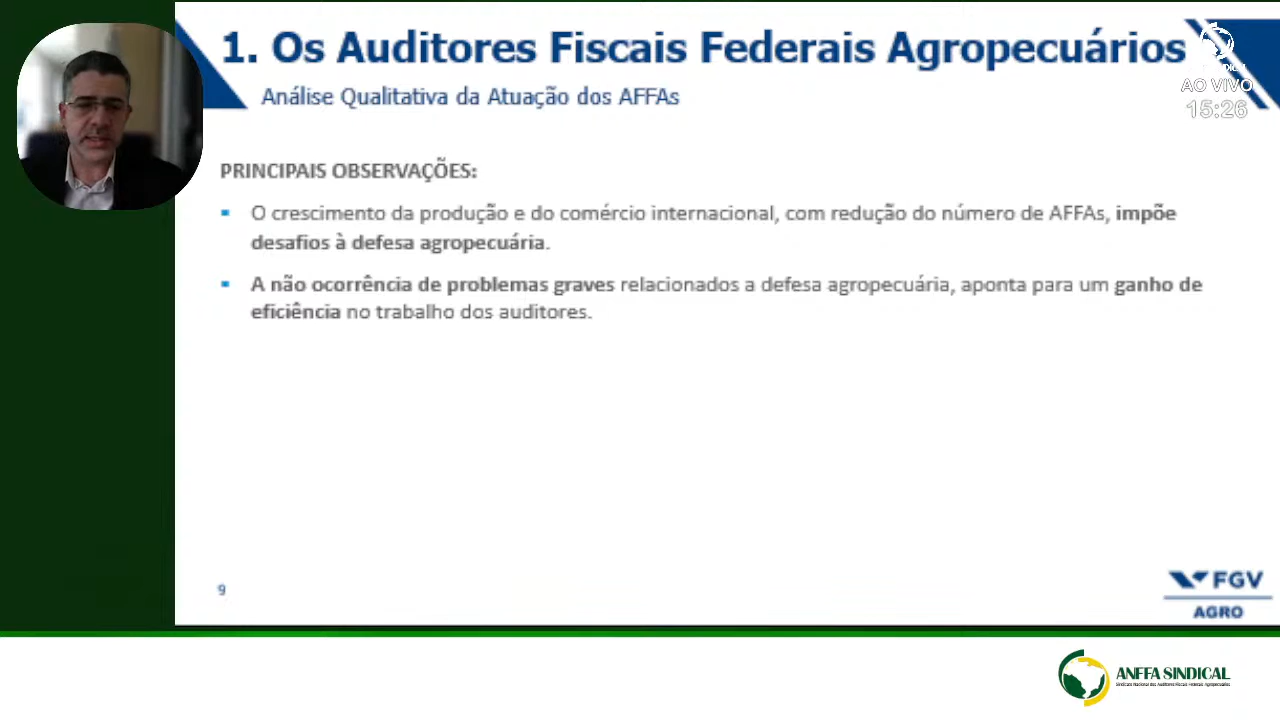 1. Os Auditores Fiscais Federais Agropecuários
Análise Qualitativa da Atuação dos AFFAs
AO VIVO
15:26
PRINCIPAIS OBSERVAÇÕES:
▪ O crescimento da produção e do comércio internacional, com redução do número de AFFAs, impõe
desafios à defesa agropecuária.
▪ A não ocorrência de problemas graves relacionados a defesa agropecuária, aponta para um ganho de
eficiência no trabalho dos auditores.
9
FGV
AGRO
ANFFA SINDICAL
Sindicato Nacional dos Auditores Fiscais Federais Agropecuários